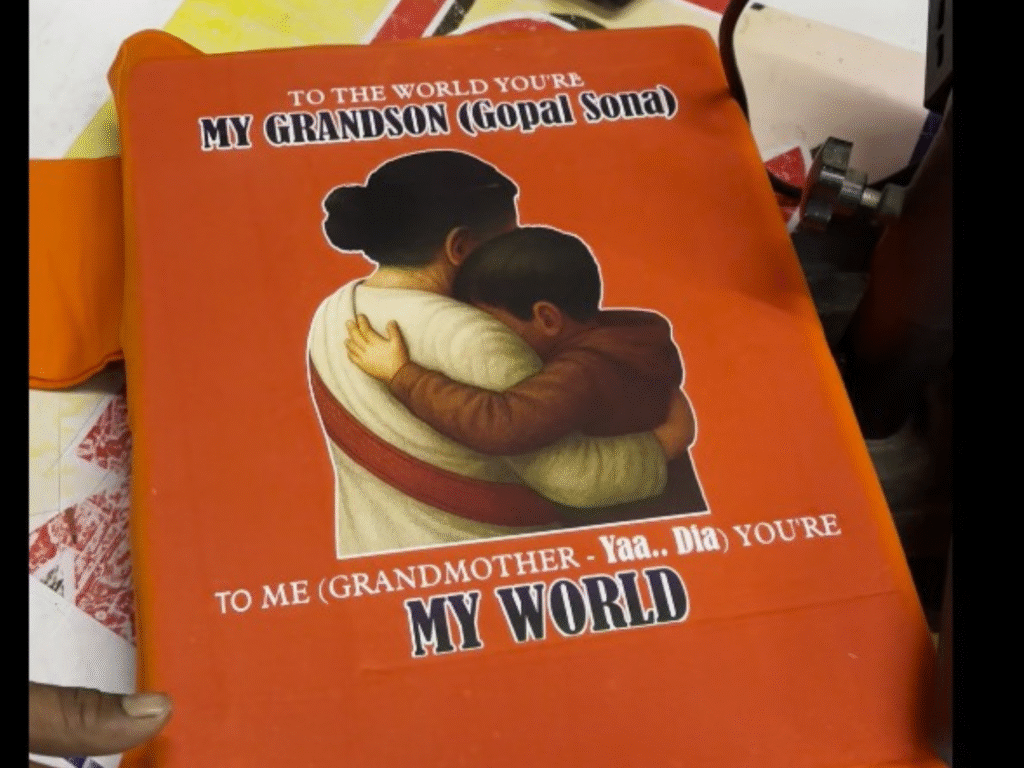 TO THE WORLD YOU'RE
MY GRANDSON (Gopal Sona)
TO ME (GRANDMOTHER - Yaa.. Dia) YOU'RE
MY WORLD